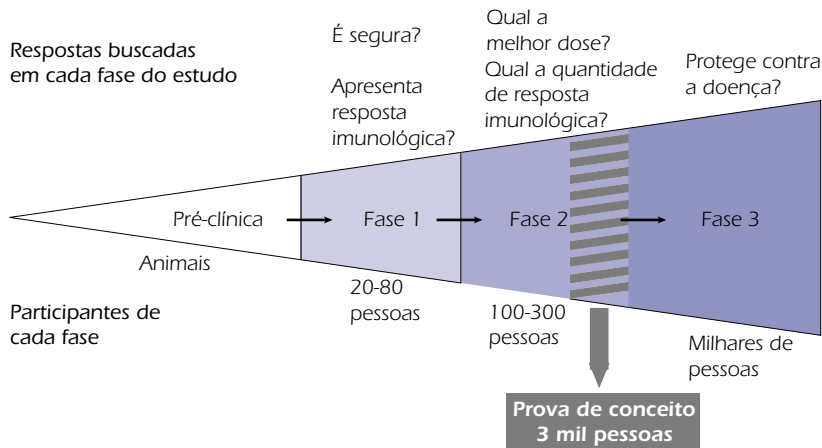 Respostas buscadas
em cada fase do estudo
É segura?
Apresenta
resposta
imunológica?
Qual a
melhor dose?
Qual a quantidade
de resposta
imunológica?
Protege contra
a doença?
Pré-clínica
Fase 1
Fase 2
Fase 3
Animais
20-80
pessoas
100-300
pessoas
Milhares de
pessoas
Participantes de
cada fase
Prova de conceito
3 mil pessoas